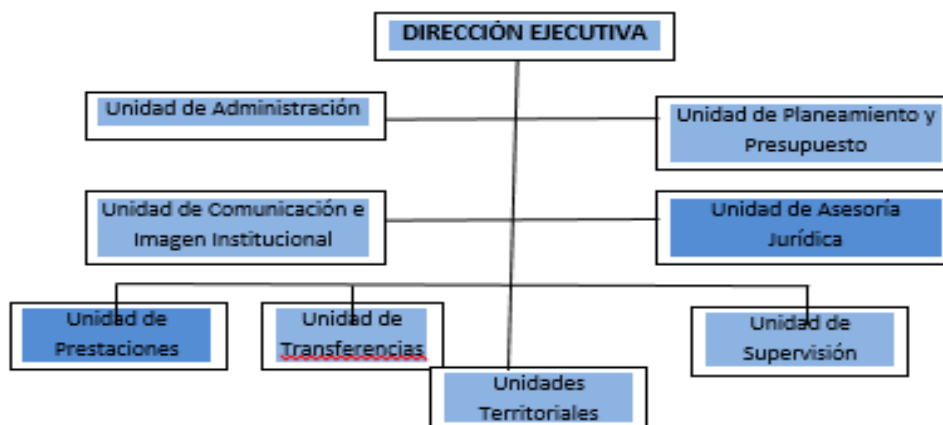 DIRECCIÓN EJECUTIVA
Unidad de Administración
Unidad de Planeamiento y
Presupuesto
Unidad de Comunicación e
Imagen Institucional
Unidad de Asesoría
Jurídica
Unidad de
Prestaciones
Unidad de
Transferencias
Unidad de
Supervisión
Unidades
Territoriales